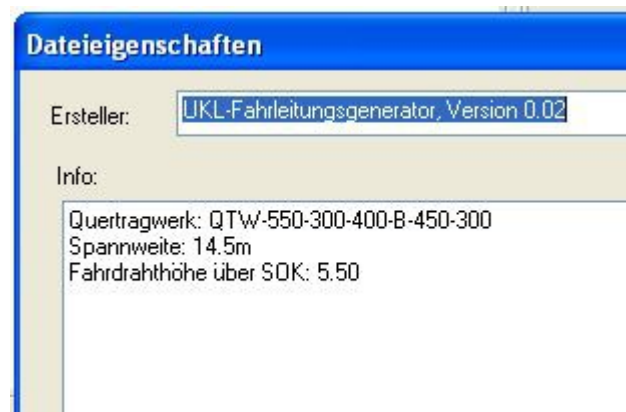 Dateieigenschaften
Ersteller: UKL-Fahrleitungsgenerator, Version 0.02
Info:
Quertragwerk: QTW-550-300-400-B-450-300
Spannweite: 14.5m
Fahrdrahthöhe über SOK: 5.50